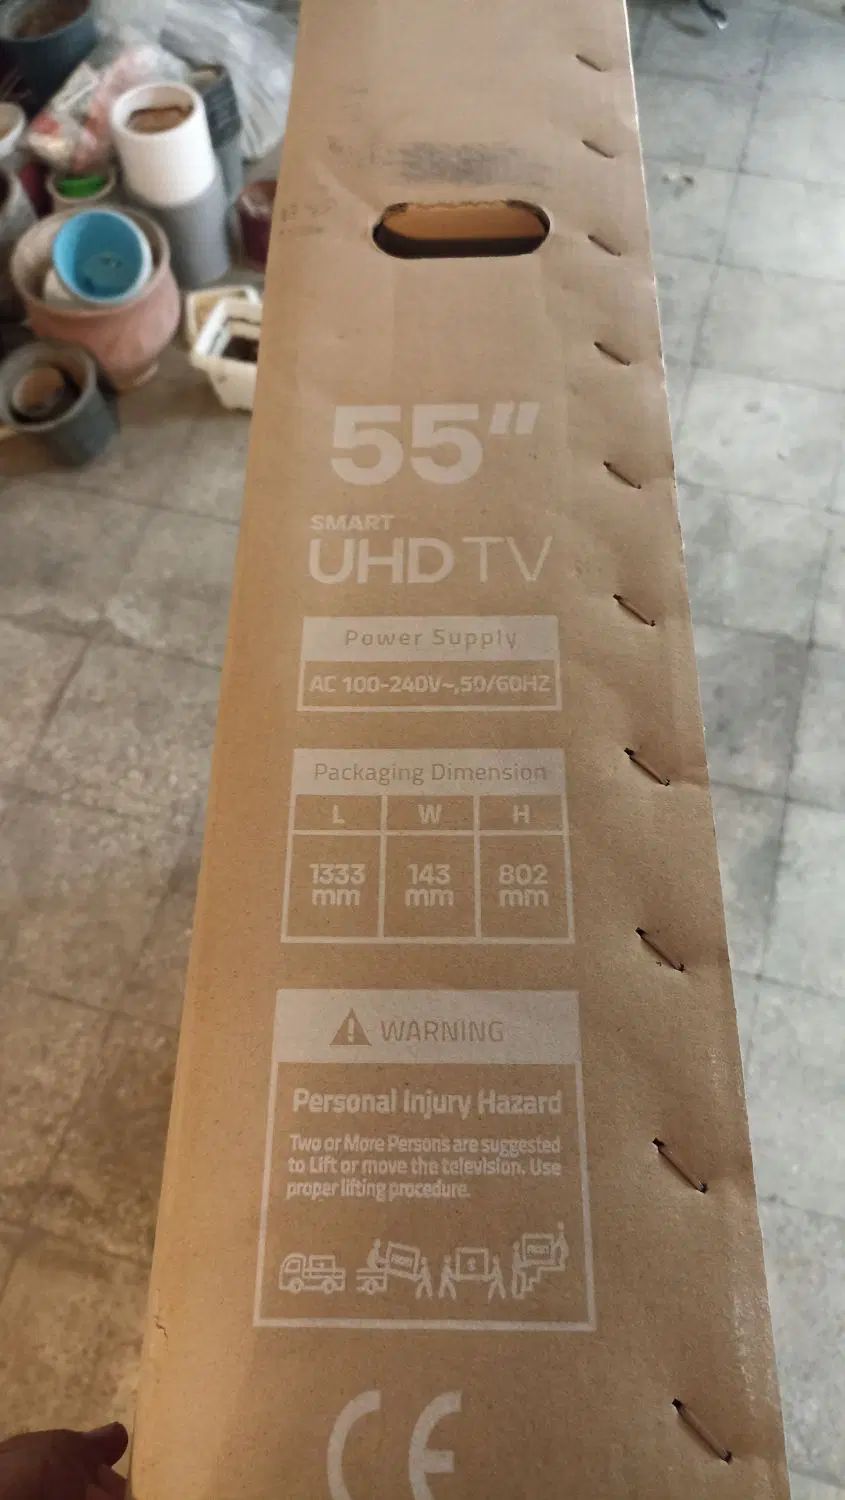 55"
SMART
UHD TV
Power Supply
AC 100-240V~,50/60HZ
Packaging Dimension
L W H
1333 143 802
mm mm mm
WARNING
Personal Injury Hazard
Two or More Persons are suggested
to Lift or move the television. Use
proper lifting procedure.
CE